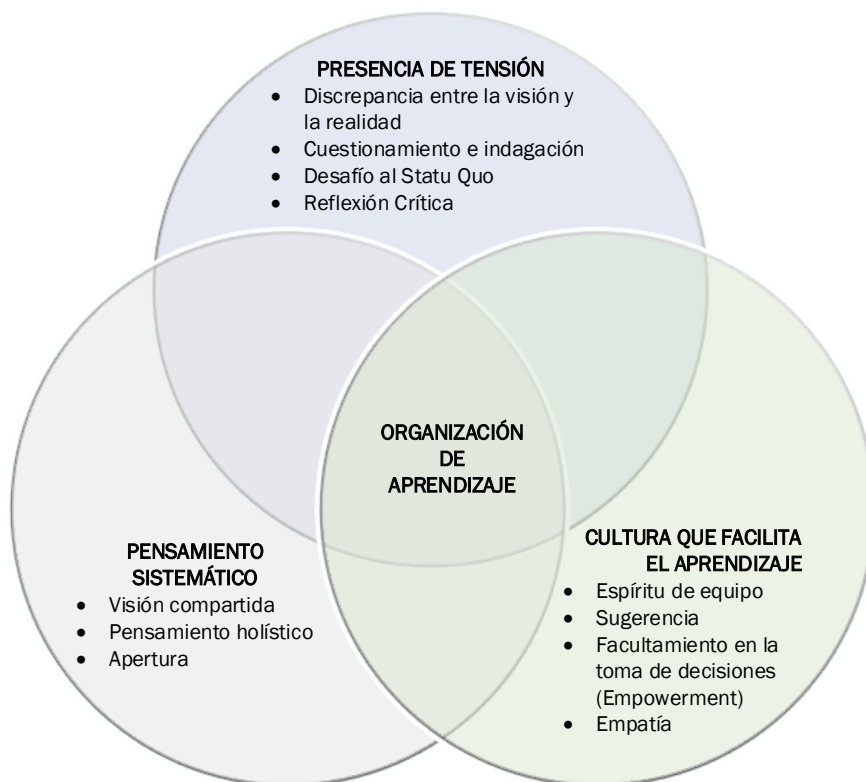 PRESENCIA DE TENSIÓN
• Discrepancia entre la visión y
la realidad
• Cuestionamiento e indagación
• Desafío al Statu Quo
• Reflexión Crítica
ORGANIZACIÓN
DE
APRENDIZAJE
PENSAMIENTO
SISTEMÁTICO
• Visión compartida
• Pensamiento holístico
• Apertura
CULTURA QUE FACILITA
EL APRENDIZAJE
• Espíritu de equipo
• Sugerencia
• Facultamiento en la
toma de decisiones
(Empowerment)
• Empatía